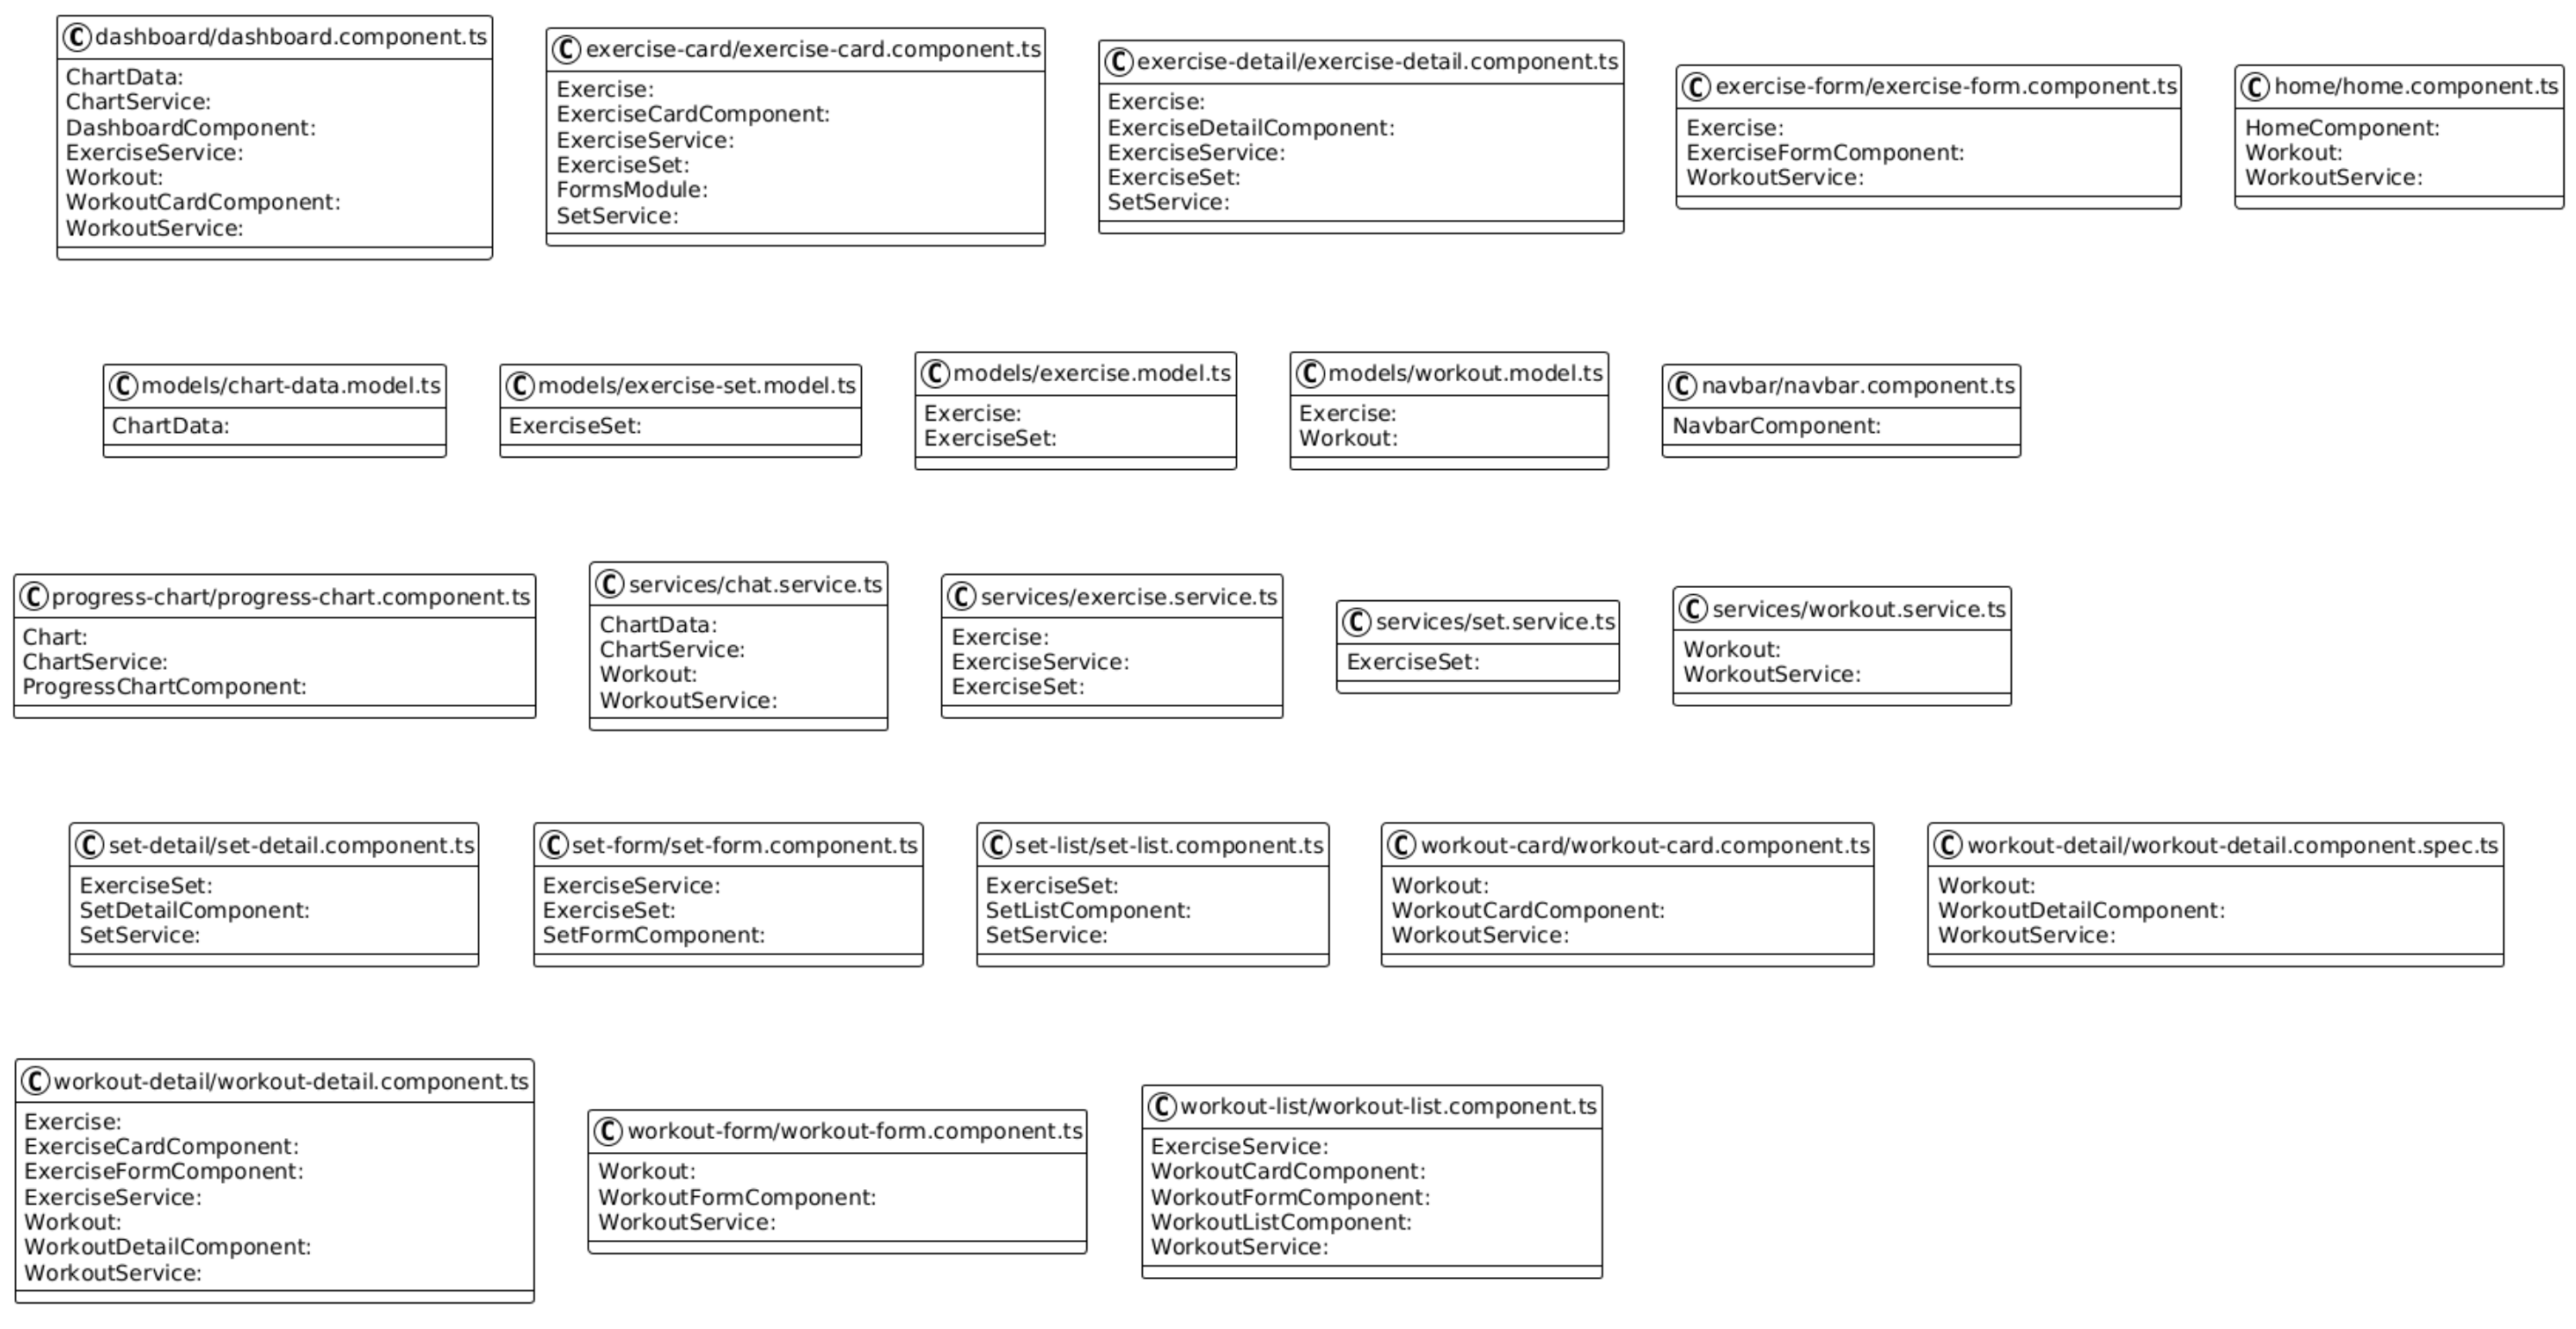 C dashboard/dashboard.component.ts
ChartData:
ChartService:
DashboardComponent:
ExerciseService:
Workout:
WorkoutCardComponent:
WorkoutService:
C exercise-card/exercise-card.component.ts
Exercise:
ExerciseCardComponent:
ExerciseService:
ExerciseSet:
FormsModule:
SetService:
C exercise-detail/exercise-detail.component.ts
Exercise:
ExerciseDetailComponent:
ExerciseService:
ExerciseSet:
SetService:
C exercise-form/exercise-form.component.ts
Exercise:
ExerciseFormComponent:
WorkoutService:
C home/home.component.ts
HomeComponent:
Workout:
WorkoutService:
C models/chart-data.model.ts
ChartData:
C models/exercise-set.model.ts
ExerciseSet:
C models/exercise.model.ts
Exercise:
ExerciseSet:
C models/workout.model.ts
Exercise:
Workout:
C navbar/navbar.component.ts
NavbarComponent:
C progress-chart/progress-chart.component.ts
Chart:
ChartService:
ProgressChartComponent:
C services/chat.service.ts
ChartData:
ChartService:
Workout:
WorkoutService:
C services/exercise.service.ts
Exercise:
ExerciseService:
ExerciseSet:
C services/set.service.ts
ExerciseSet:
C services/workout.service.ts
Workout:
WorkoutService:
C set-detail/set-detail.component.ts
ExerciseSet:
SetDetailComponent:
SetService:
C set-form/set-form.component.ts
ExerciseService:
ExerciseSet:
SetFormComponent:
C set-list/set-list.component.ts
ExerciseSet:
SetListComponent:
SetService:
C workout-card/workout-card.component.ts
Workout:
WorkoutCardComponent:
WorkoutService:
C workout-detail/workout-detail.component.spec.ts
Workout:
WorkoutDetailComponent:
WorkoutService:
C workout-detail/workout-detail.component.ts
Exercise:
ExerciseCardComponent:
ExerciseFormComponent:
ExerciseService:
Workout:
WorkoutDetailComponent:
WorkoutService:
C workout-form/workout-form.component.ts
Workout:
WorkoutFormComponent:
WorkoutService:
C workout-list/workout-list.component.ts
ExerciseService:
WorkoutCardComponent:
WorkoutFormComponent:
WorkoutListComponent:
WorkoutService: